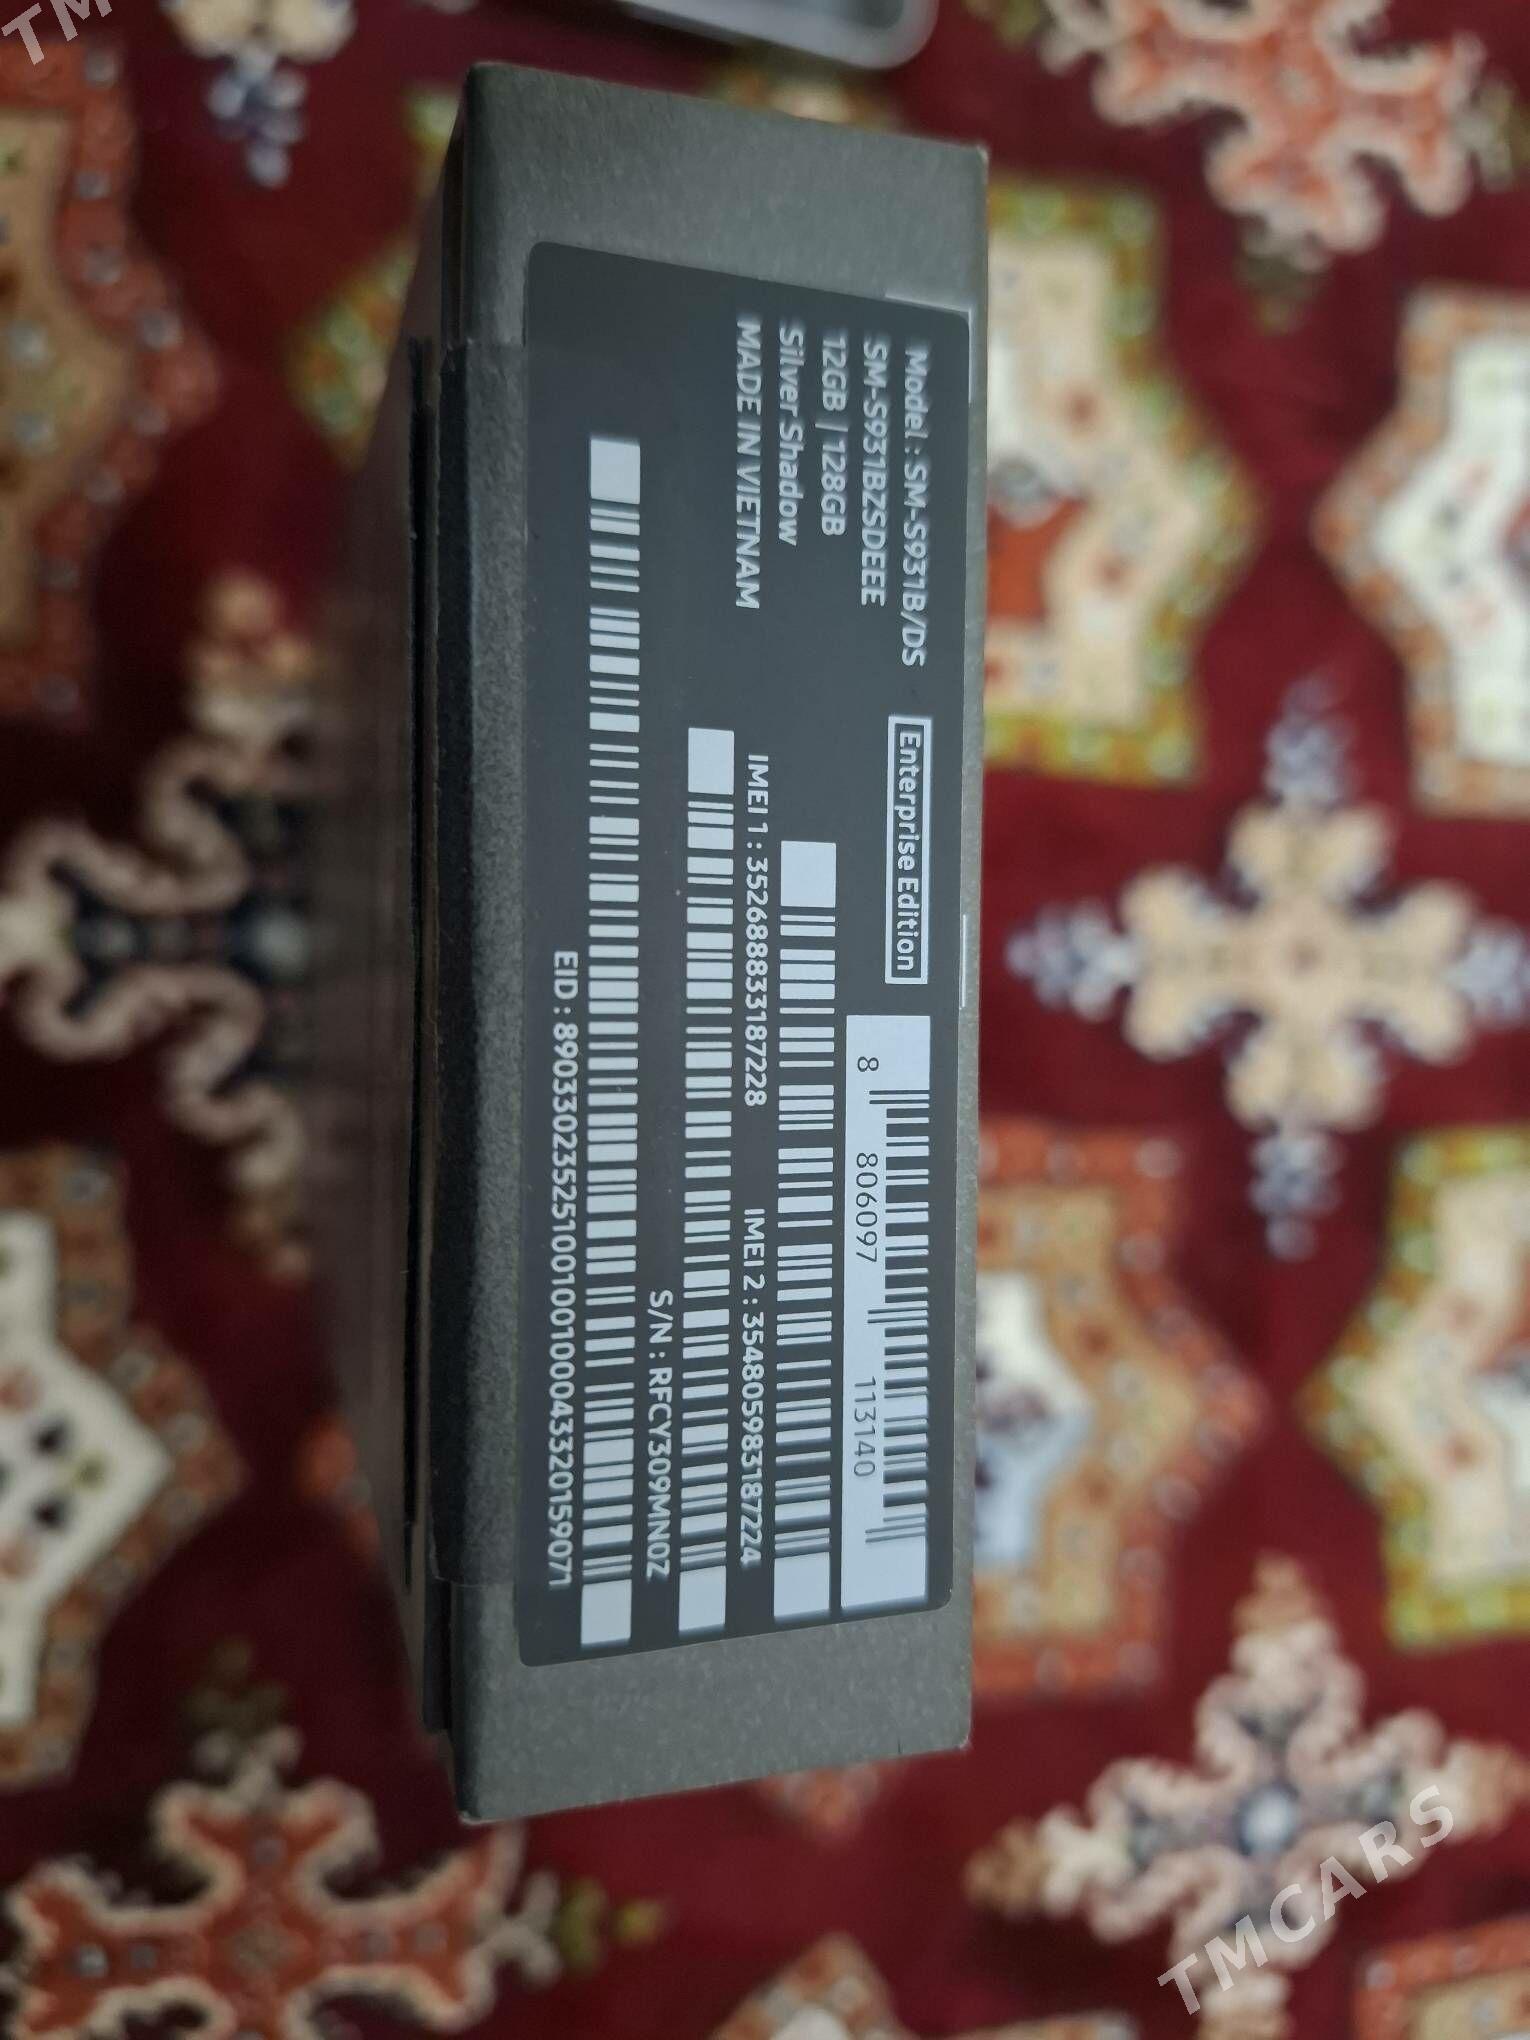 Model : SM-S931B/DS
SM-S931BZSDEEE
12GB | 128GB
Silver Shadow
MADE IN VIETNAM
Enterprise Edition
8 806097 113140
IMEI 1 : 352688833187228
IMEI 2 : 354805983187224
S/N : RFCY309MN0Z
EID : 89033023525100100100043320159071
TMCARS
TM